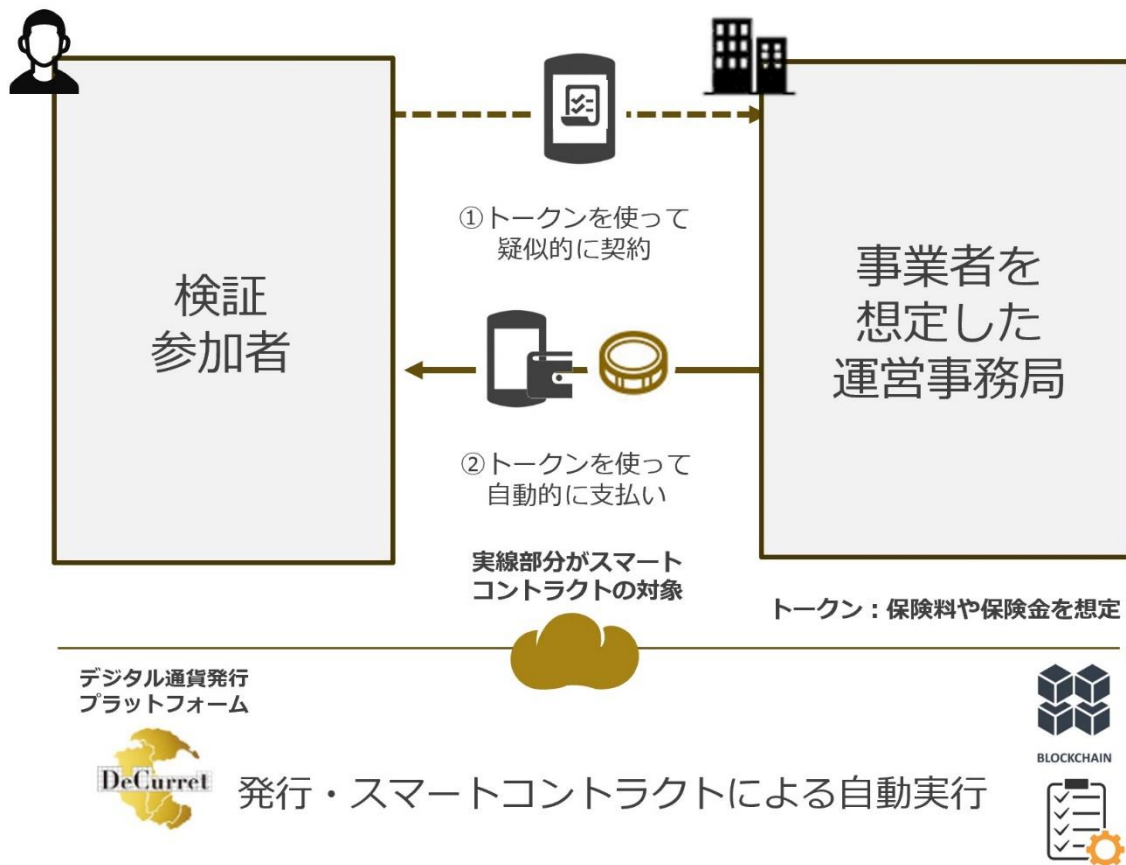 ①トークンを使って
疑似的に契約
検証
参加者
事業者を
想定した
運営事務局
②トークンを使って
自動的に支払い
実線部分がスマート
コントラクトの対象
トークン：保険料や保険金を想定
デジタル通貨発行
プラットフォーム
DeCurret
発行・スマートコントラクトによる自動実行
BLOCKCHAIN